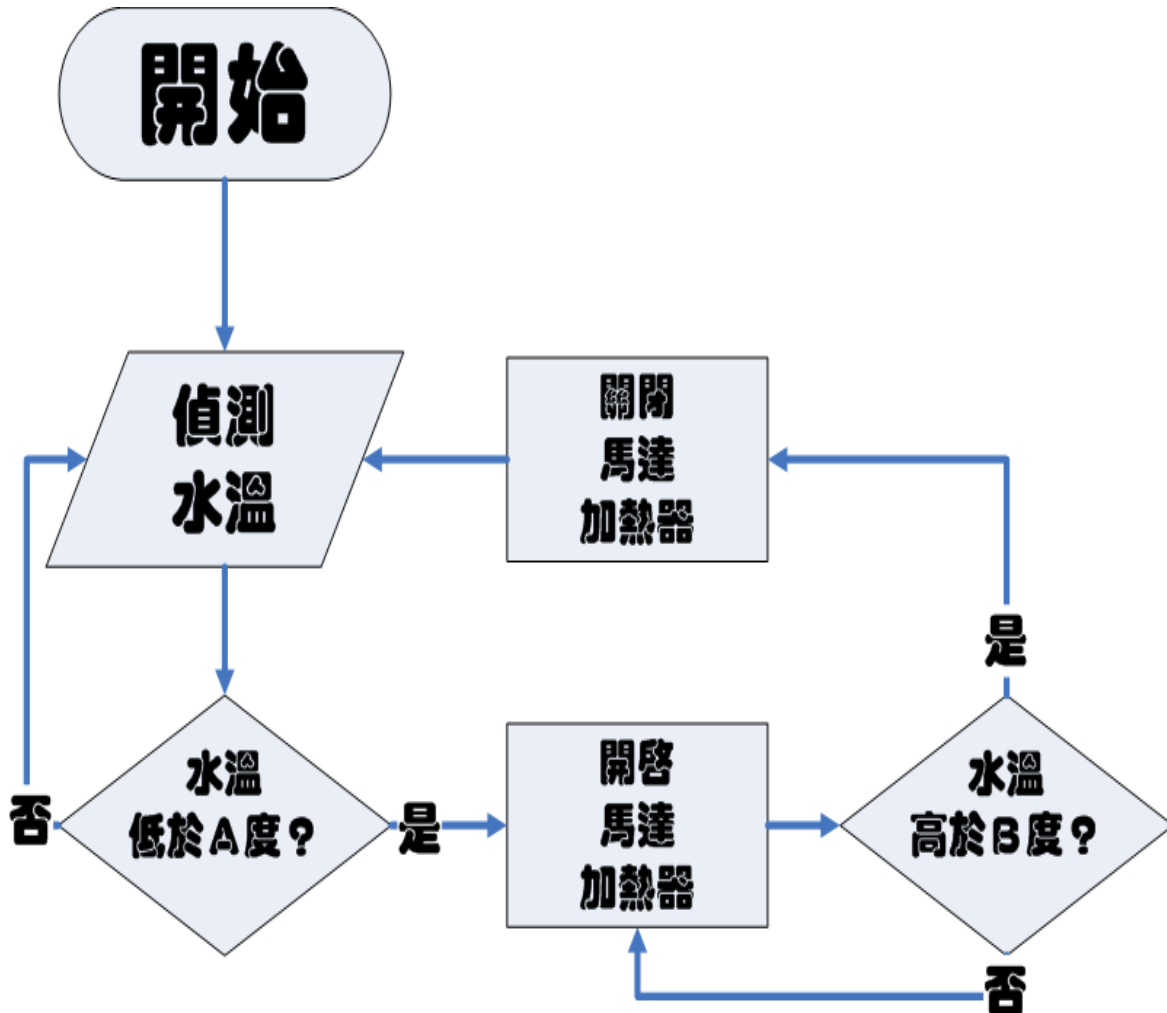 開始
偵測
水溫
關閉
馬達
加熱器
是
水溫
低於A度？
否
是
開啓
馬達
加熱器
水溫
高於B度？
否